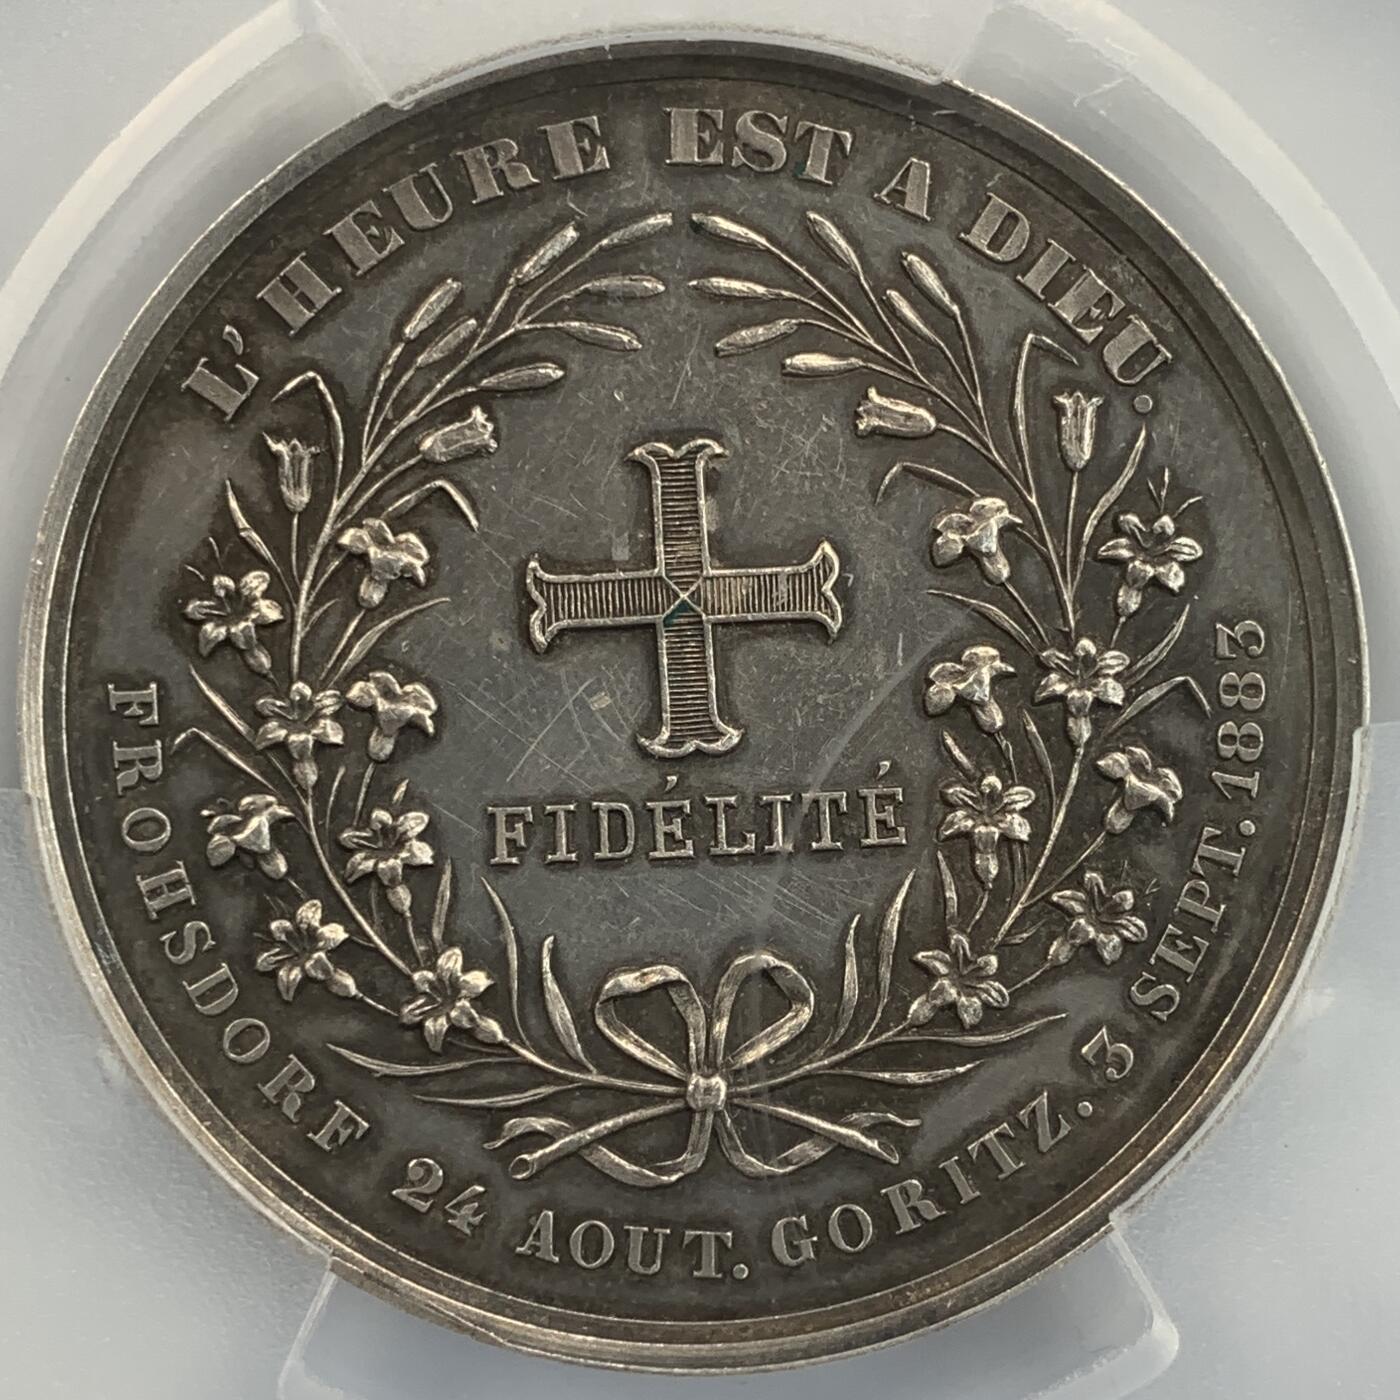 L'HEURE EST A DIEU.
FIDÉLITÉ
FROHSDORF 24 AOUT. GORITZ. 3 SEPT. 1883